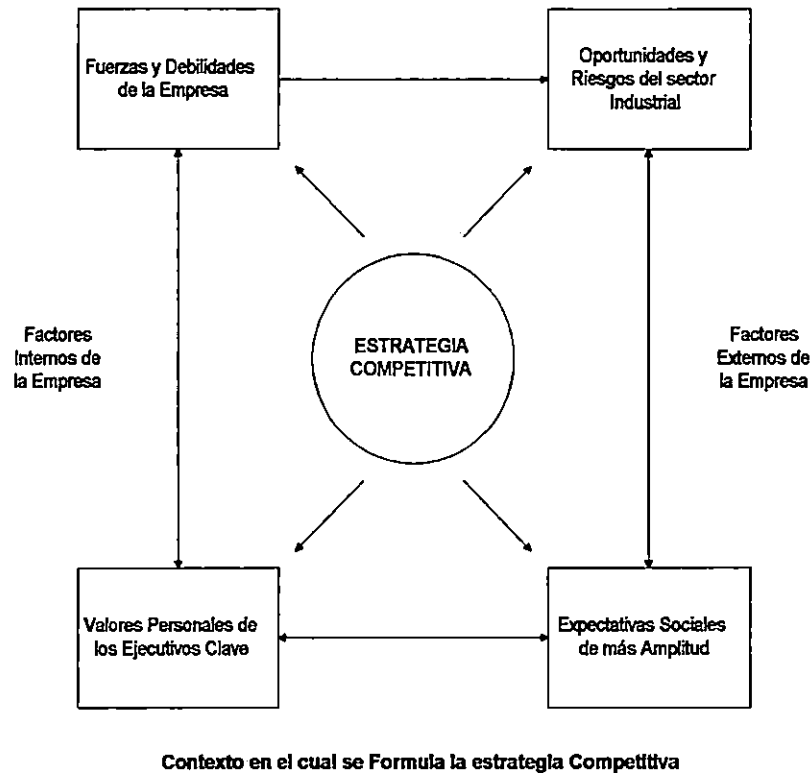 Fuerzas y Debilidades
de la Empresa
Oportunidades y
Riesgos del sector
Industrial
Factores
Internos de
la Empresa
ESTRATEGIA
COMPETITIVA
Factores
Externos de
la Empresa
Valores Personales de
los Ejecutivos Clave
Expectativas Sociales
de más Amplitud
Contexto en el cual se Formula la estrategia Competitiva